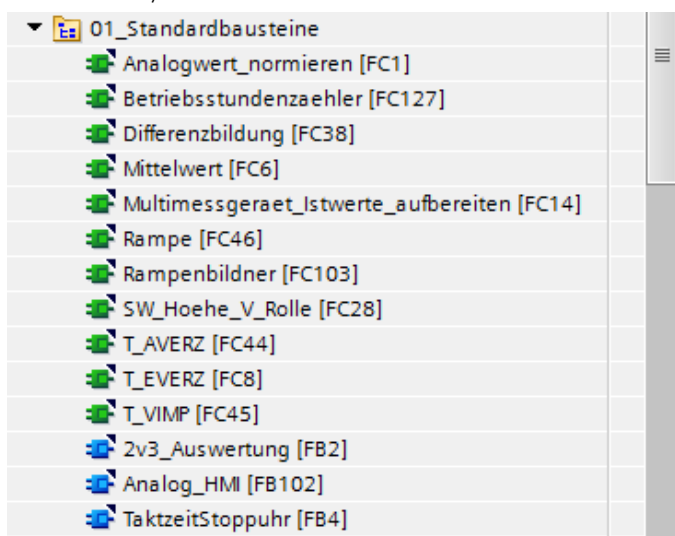 01_Standardbausteine
Analogwert_normieren [FC1]
Betriebsstundenzaehler [FC127]
Differenzbildung [FC38]
Mittelwert [FC6]
Multimessgeraet_Istwerte_aufbereiten [FC14]
Rampe [FC46]
Rampenbildner [FC103]
SW_Hoehe_V_Rolle [FC28]
T_AVERZ [FC44]
T_EVERZ [FC8]
T_VIMP [FC45]
2v3_Auswertung [FB2]
Analog_HMI [FB102]
TaktzeitStoppuhr [FB4]